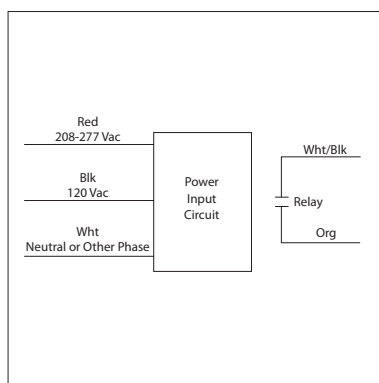 Red
208-277 Vac
Blk
120 Vac
Wht
Neutral or Other Phase
Power
Input
Circuit
Wht/Blk
Relay
Org